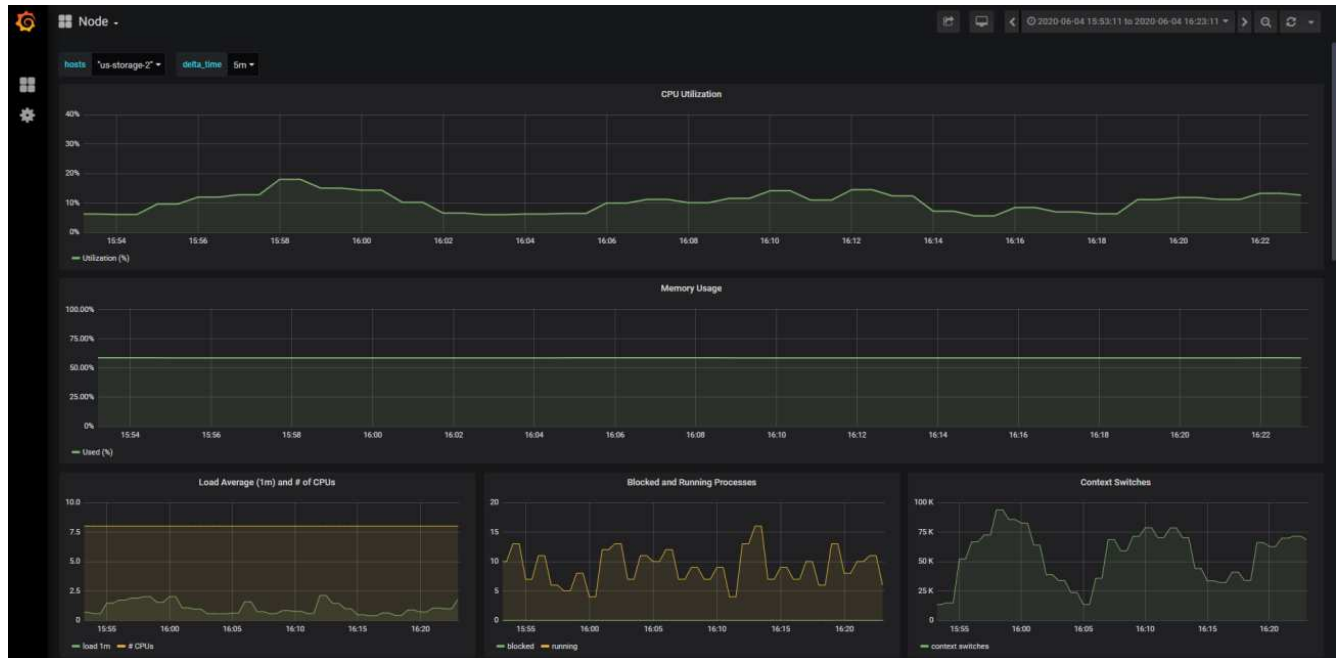 Node
2020-06-04 15:53:11 to 2020-06-04 16:23:11
hosts "us-storage-2" delta_time 5m
CPU Utilization
40%
30%
20%
10%
0%
15:54 15:56 15:58 16:00 16:02 16:04 16:06 16:08 16:10 16:12 16:14 16:16 16:18 16:20 16:22
Utilization (%)
Memory Usage
100.00%
75.00%
50.00%
25.00%
0%
15:54 15:56 15:58 16:00 16:02 16:04 16:06 16:08 16:10 16:12 16:14 16:16 16:18 16:20 16:22
Used (%)
Load Average (1m) and # of CPUs
10.0
7.5
5.0
2.5
0
15:55 16:00 16:05 16:10 16:15 16:20
load 1m # CPUs
Blocked and Running Processes
20
15
10
5
0
15:55 16:00 16:05 16:10 16:15 16:20
blocked running
Context Switches
100 K
75 K
50 K
25 K
0
15:55 16:00 16:05 16:10 16:15 16:20
context switches